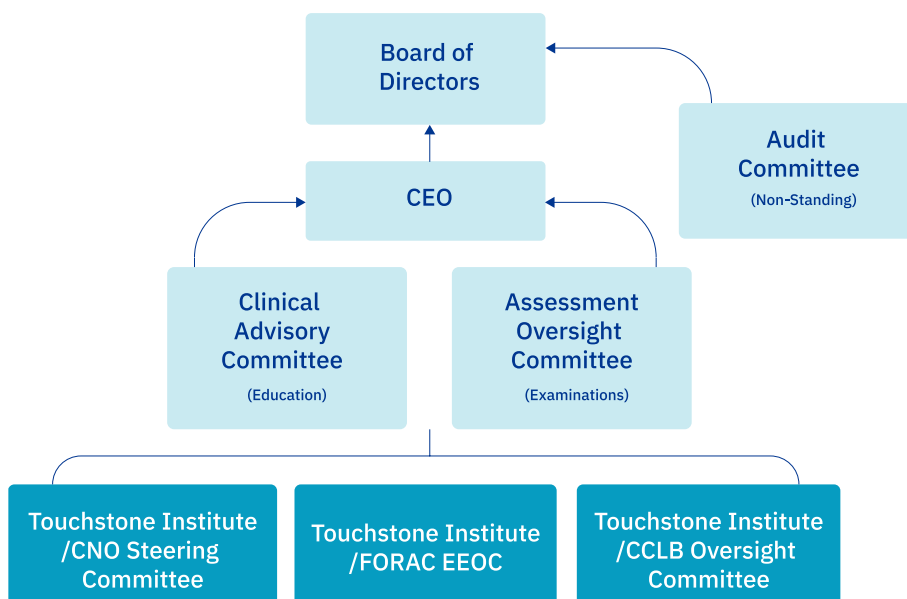 Board of
Directors
Audit
Committee
(Non-Standing)
CEO
Clinical
Advisory
Committee
(Education)
Assessment
Oversight
Committee
(Examinations)
Touchstone Institute
/CNO Steering
Committee
Touchstone Institute
/FORAC EEOC
Touchstone Institute
/CCLB Oversight
Committee